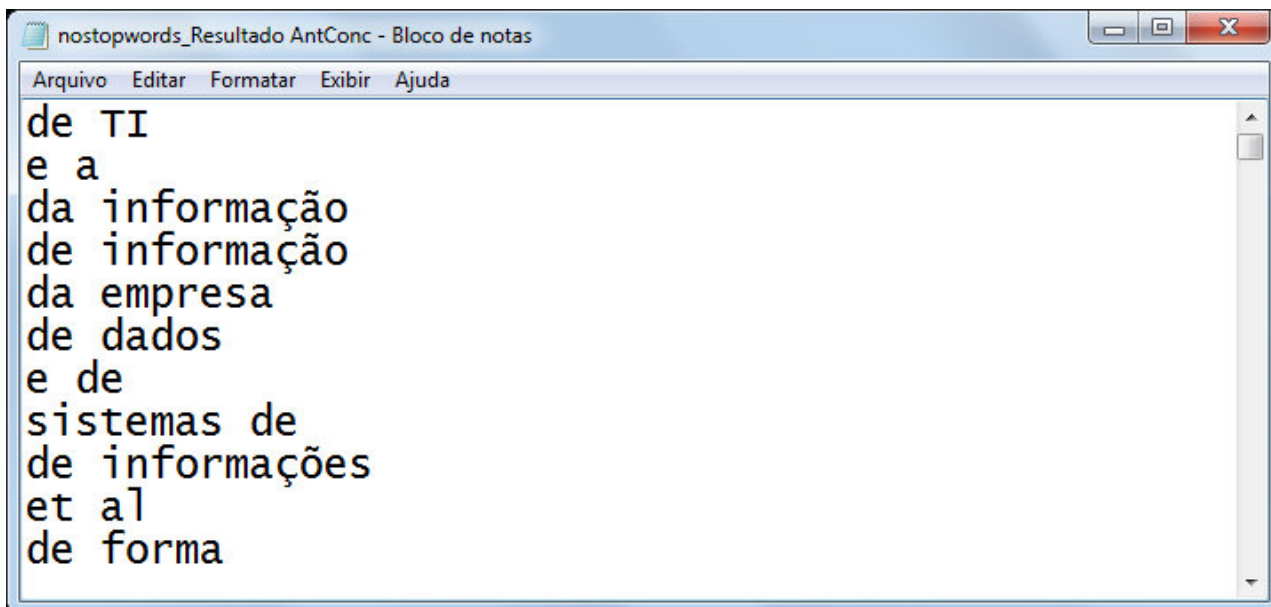 nostopwords_Resultado AntConc - Bloco de notas
Arquivo Editar Formatar Exibir Ajuda
de TI
e a
da informação
de informação
da empresa
de dados
e de
sistemas de
de informações
et al
de forma